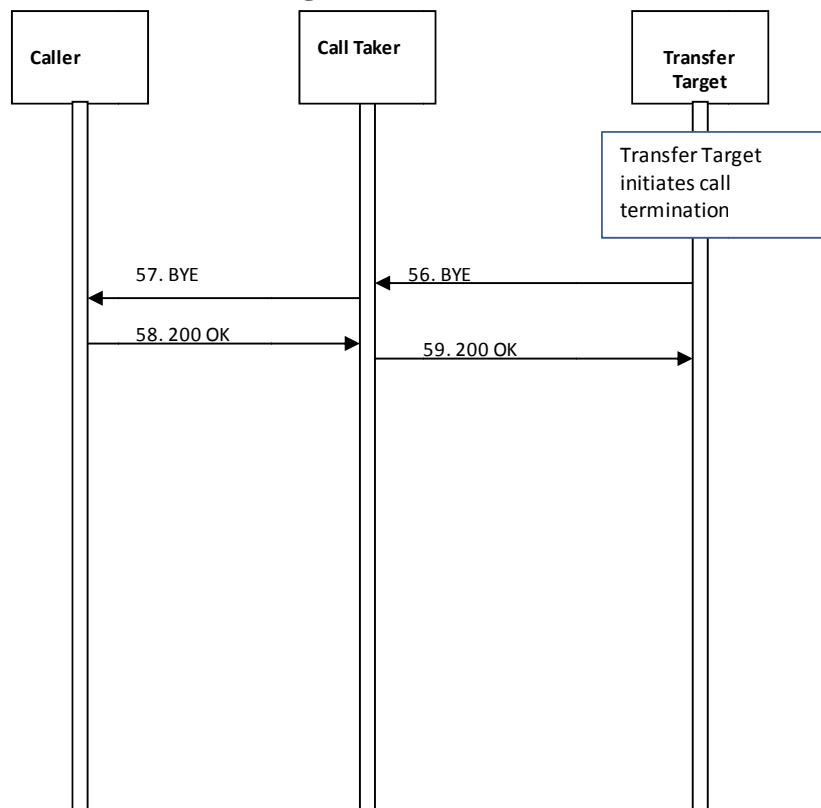 Caller
Call Taker
Transfer
Target
Transfer Target
initiates call
termination
57. BYE
56. BYE
58. 200 OK
59. 200 OK